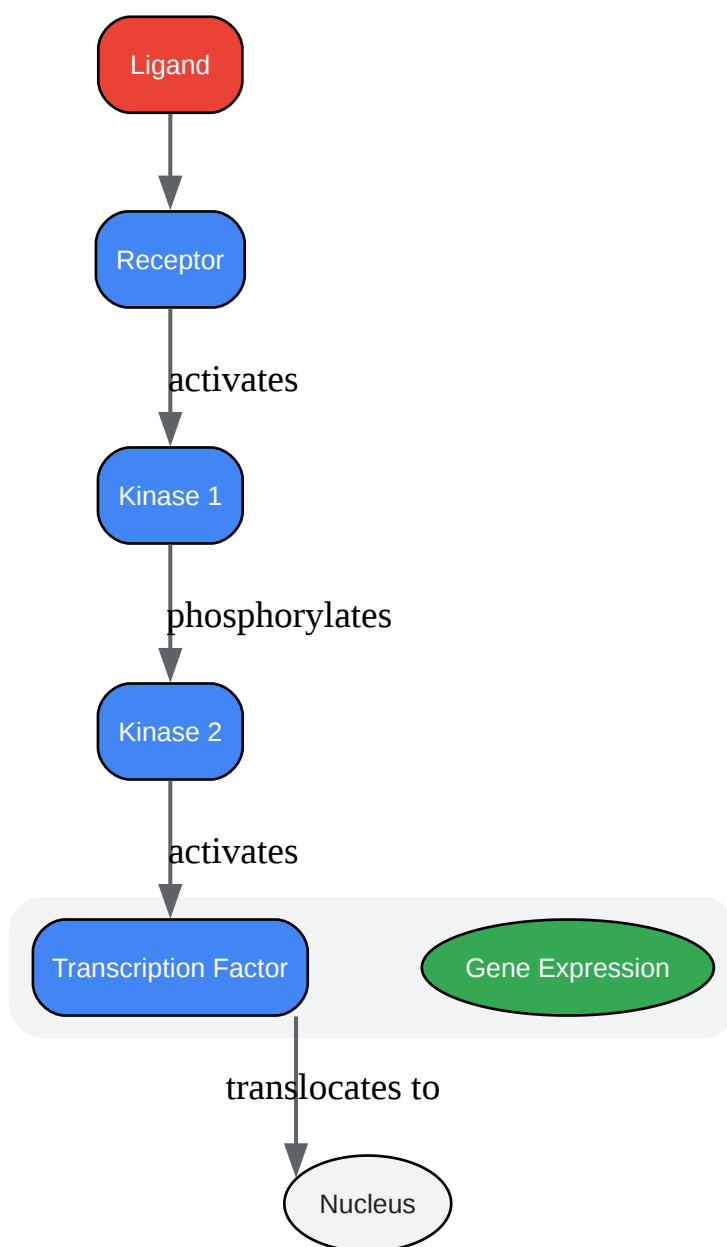 Ligand
Receptor
activates
Kinase 1
phosphorylates
Kinase 2
activates
Transcription Factor
Gene Expression
translocates to
Nucleus